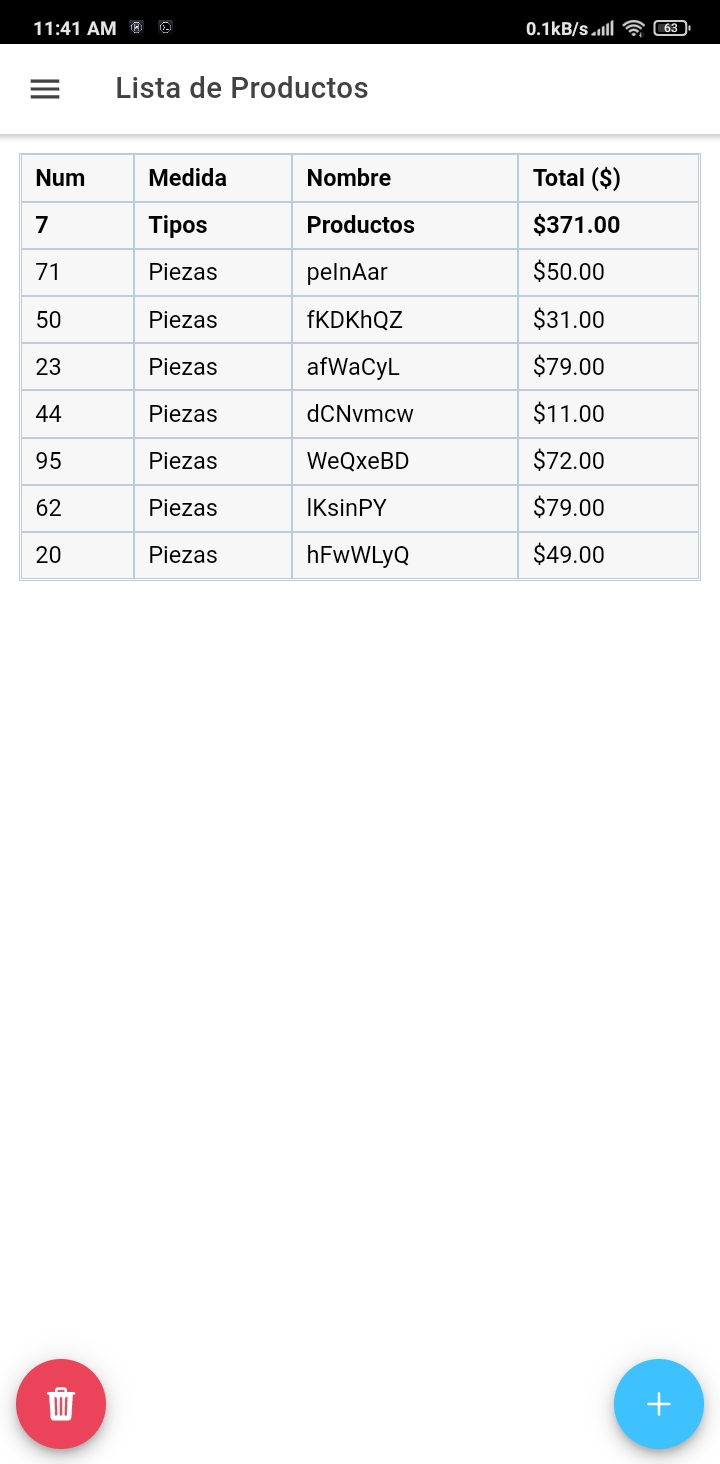 11:41 AM 0.1kB/s 63
Lista de Productos
Num Medida Nombre Total ($)
7 Tipos Productos $371.00
71 Piezas pelnAar $50.00
50 Piezas fKDKhQZ $31.00
23 Piezas afWaCyL $79.00
44 Piezas dCNvmcw $11.00
95 Piezas WeQxeBD $72.00
62 Piezas lKsinPY $79.00
20 Piezas hFwWLyQ $49.00